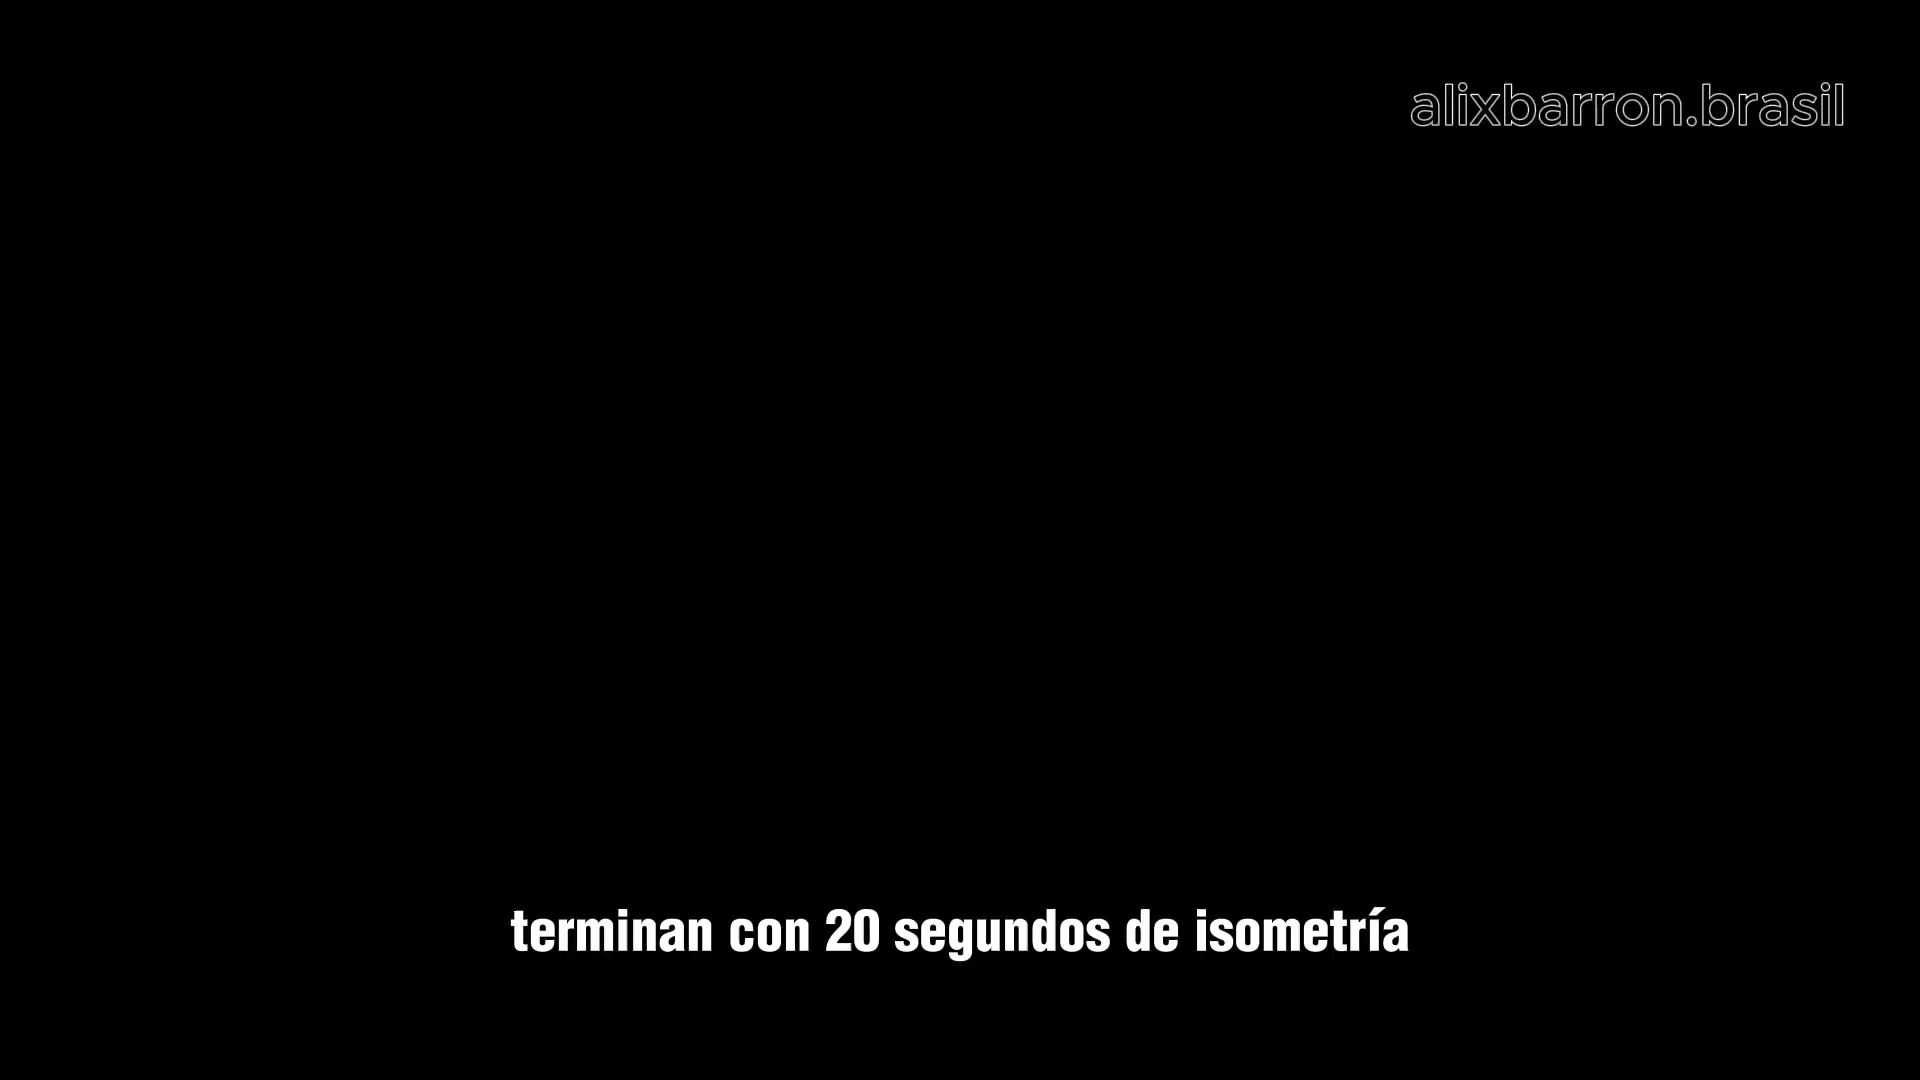 alixbarron.brasil
terminan con 20 segundos de isometría